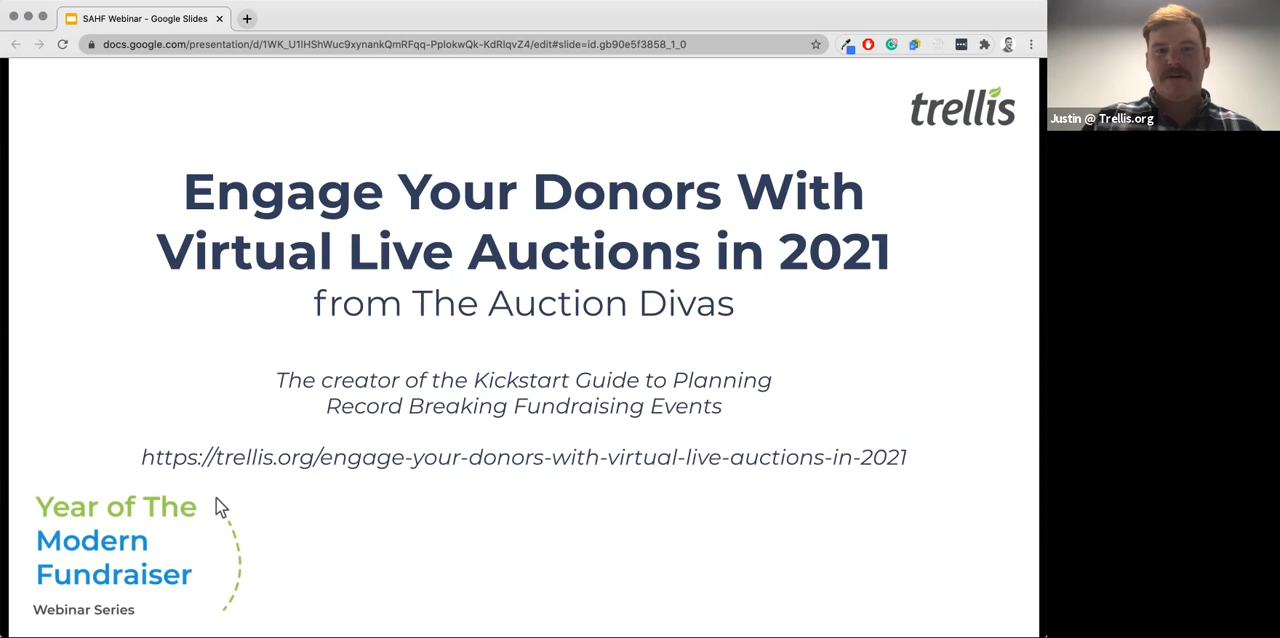 SAHF Webinar - Google Slides
docs.google.com/presentation/d/1WK_U1lHShWuc9xynankQmRFqq-PplokwQk-KdRlqvZ4/edit#slide=id.gb90e5f3858_1_0
Justin @ Trellis.org
trellis
Engage Your Donors With
Virtual Live Auctions in 2021
from The Auction Divas
The creator of the Kickstart Guide to Planning
Record Breaking Fundraising Events
https://trellis.org/engage-your-donors-with-virtual-live-auctions-in-2021
Year of The
Modern
Fundraiser
Webinar Series